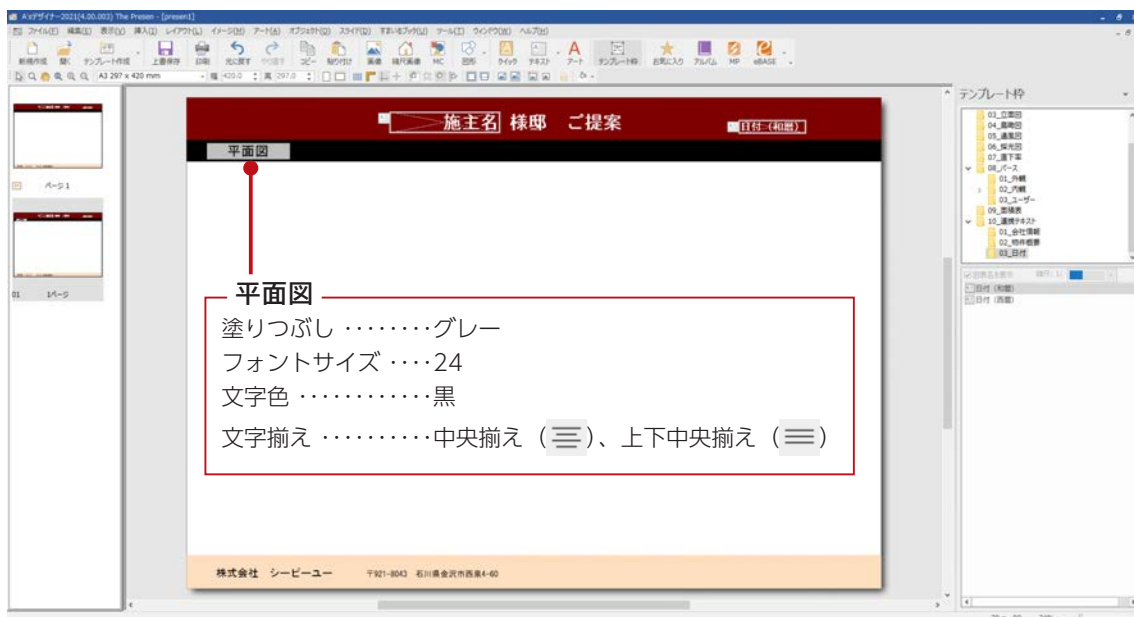 A'sデザイナー2021(4.00.003) The Presen - [present1]
ファイル(F) 編集(E) 表示(V) 挿入(I) レイアウト(L) イメージ(M) アート(A) オブジェクト(O) スライド(D) すまいるブック(U) ツール(T) ウインドウ(W) ヘルプ(H)
新規作成 開く テンプレート作成 上書保存 印刷 元に戻す やり直す コピー 貼り付け 画像 線尺画像 MC 図形 クイック テキスト アート テンプレート枠 お気に入り アルバム MP eBASE
A3 297 x 420 mm 幅 420.0 高 297.0
ページ1
01 1ページ
施主名 様邸 ご提案
日付(和暦)
平面図
平面図
塗りつぶし ・・・・・・・・グレー
フォントサイズ ・・・・24
文字色 ・・・・・・・・・・・・黒
文字揃え ・・・・・・・・・・中央揃え（ ）、上下中央揃え（ ）
株式会社 シーピーユー 〒921-8043 石川県金沢市西泉4-60
テンプレート枠
03_立面図
04_鳥瞰図
05_通風図
06_採光図
07_直下率
08_パース
01_外観
02_内観
03_ユーザー
09_面積表
10_連携テキスト
01_会社情報
02_物件概要
03_日付
日付 (和暦)
日付 (西暦)